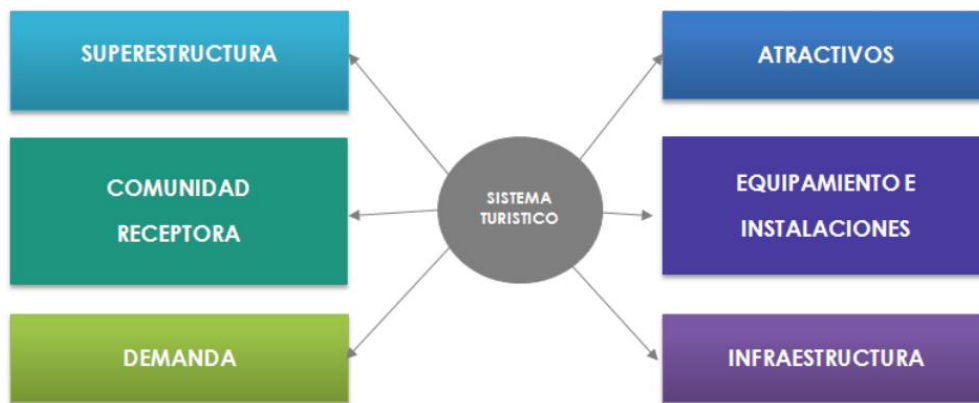 SUPERESTRUCTURA
ATRACTIVOS
COMUNIDAD
RECEPTORA
SISTEMA
TURISTICO
EQUIPAMIENTO E
INSTALACIONES
DEMANDA
INFRAESTRUCTURA